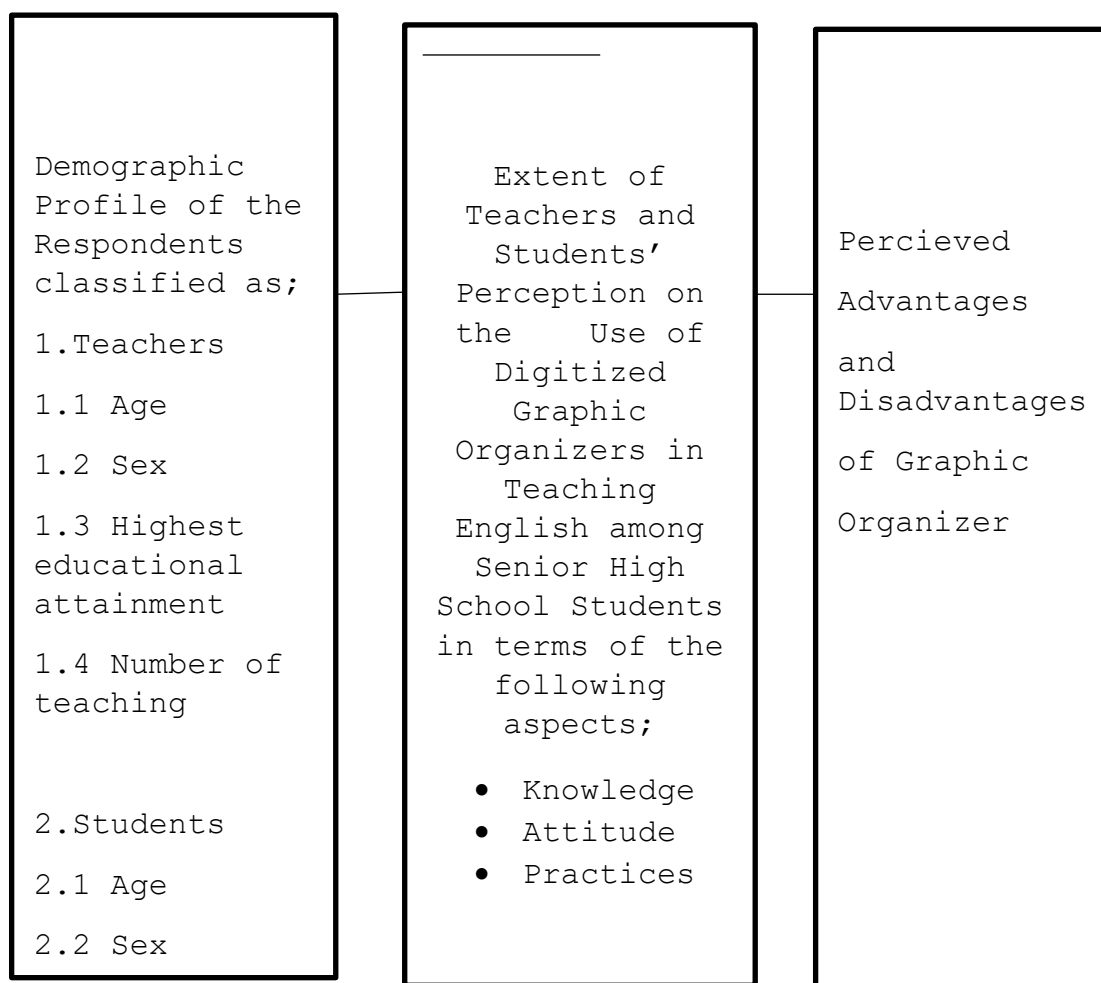 Demographic
Profile of the
Respondents
classified as;
1.Teachers
1.1 Age
1.2 Sex
1.3 Highest
educational
attainment
1.4 Number of
teaching
2.Students
2.1 Age
2.2 Sex
Extent of
Teachers and
Students’
Perception on
the Use of
Digitized
Graphic
Organizers in
Teaching
English among
Senior High
School Students
in terms of the
following
aspects;
• Knowledge
• Attitude
• Practices
Percieved
Advantages
and
Disadvantages
of Graphic
Organizer